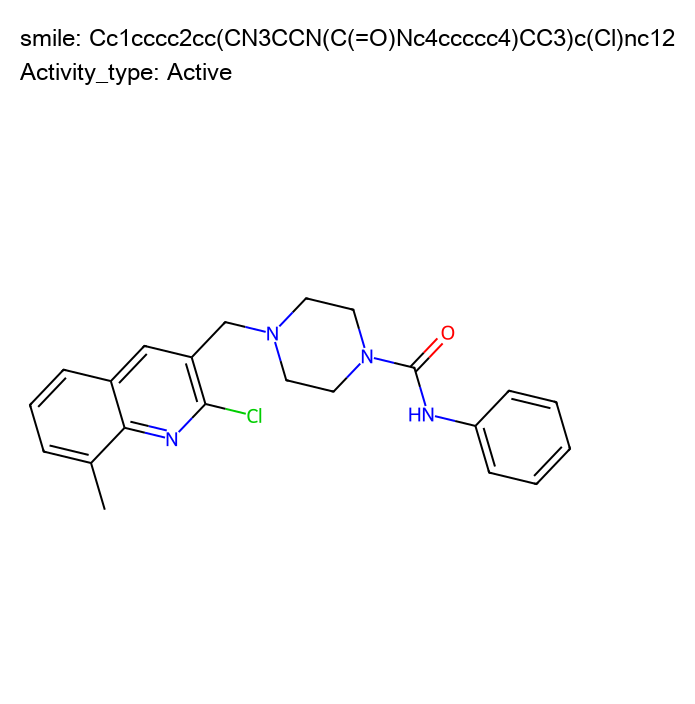 smile: Cc1cccc2cc(CN3CCN(C(=O)Nc4ccccc4)CC3)c(Cl)nc12
Activity_type: Active
O
N
N
HN
Cl
N